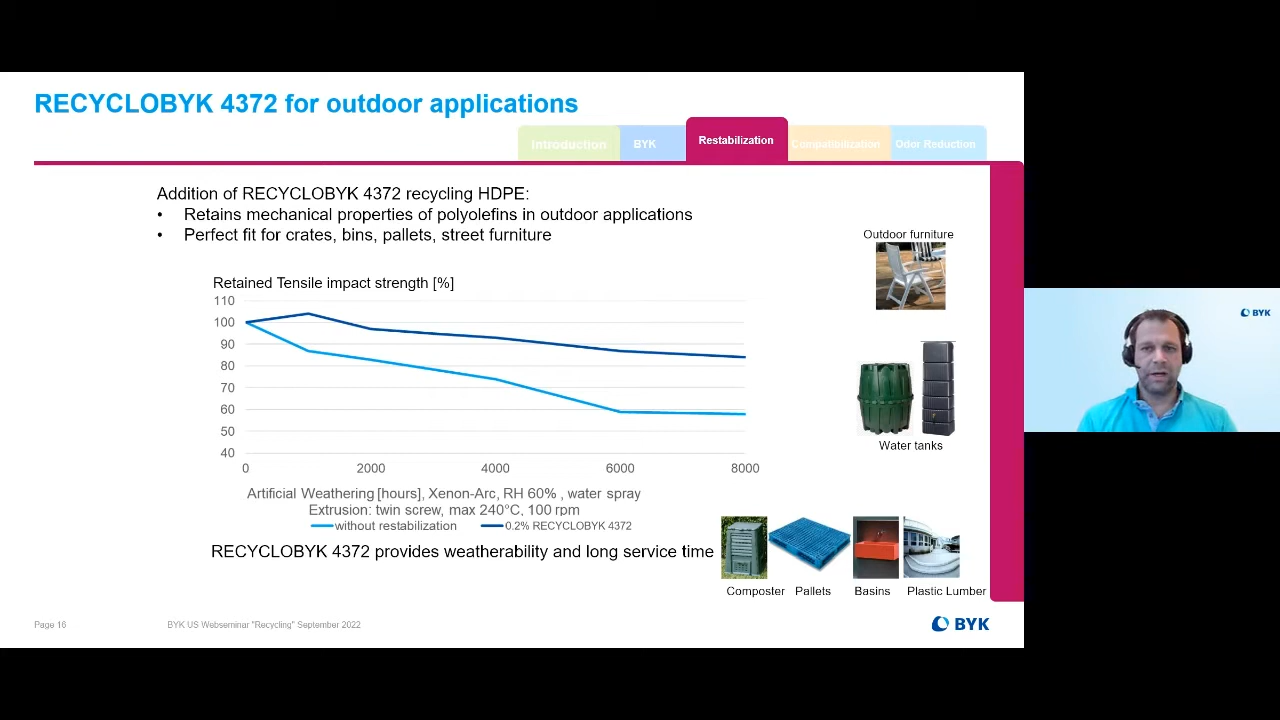 RECYCLOBYK 4372 for outdoor applications
Introduction
BYK
Restabilization
Compatibilization
Odor Reduction
Addition of RECYCLOBYK 4372 recycling HDPE:
• Retains mechanical properties of polyolefins in outdoor applications
• Perfect fit for crates, bins, pallets, street furniture
Outdoor furniture
Retained Tensile impact strength [%]
110
100
90
80
70
60
50
40
0 2000 4000 6000 8000
Artificial Weathering [hours], Xenon-Arc, RH 60% , water spray
Extrusion: twin screw, max 240°C, 100 rpm
without restabilization
0.2% RECYCLOBYK 4372
RECYCLOBYK 4372 provides weatherability and long service time
Water tanks
Composter Pallets Basins Plastic Lumber
Page 16
BYK US Webseminar "Recycling" September 2022
BYK
BYK